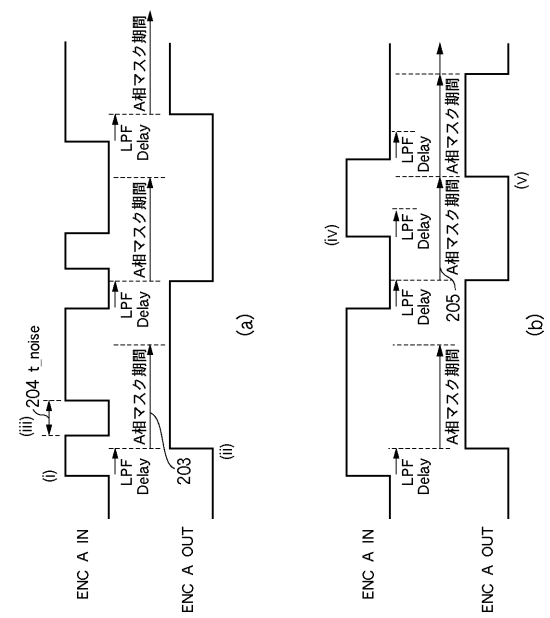 ENC A IN
(i)
(iii)
204 t_noise
LPF
Delay
A相マスク期間
203
LPF
Delay
A相マスク期間
LPF
Delay
A相マスク期間
ENC A OUT
(ii)
(a)
ENC A IN
(iv)
LPF
Delay
A相マスク期間
LPF
Delay
205
A相マスク期間
LPF
Delay
LPF
Delay
A相マスク期間
ENC A OUT
(v)
(b)